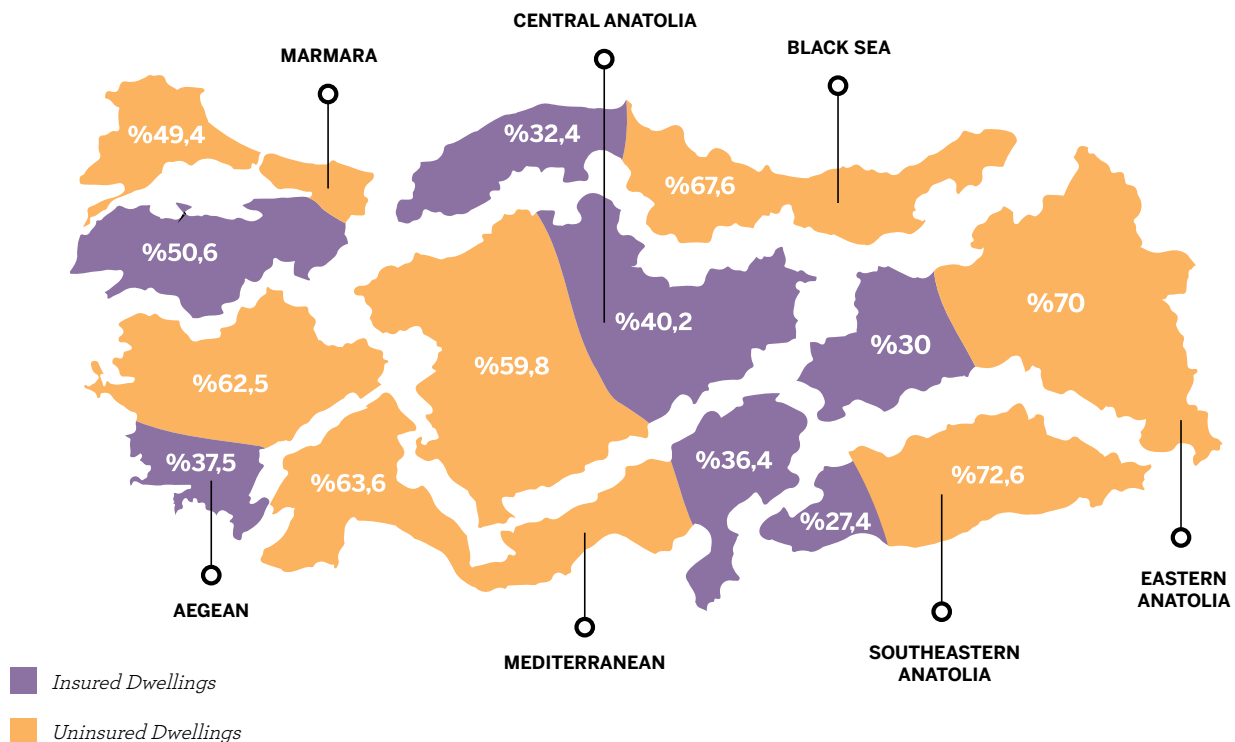 CENTRAL ANATOLIA
BLACK SEA
MARMARA
%49,4
%32,4
%67,6
%50,6
%40,2
%70
%30
%59,8
%62,5
%37,5
%36,4
%63,6
%72,6
%27,4
EASTERN
ANATOLIA
AEGEAN
MEDITERRANEAN
SOUTHEASTERN
ANATOLIA
Insured Dwellings
Uninsured Dwellings